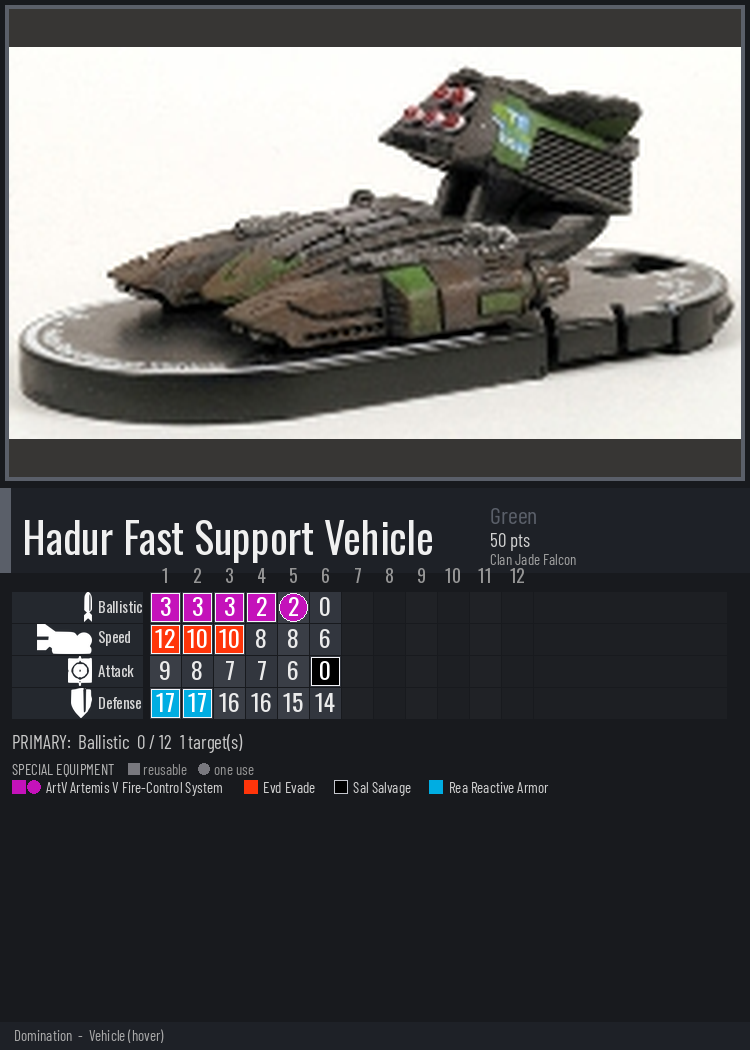 Hadur Fast Support Vehicle
Green
50 pts
Clan Jade Falcon
1 2 3 4 5 6 7 8 9 10 11 12
Ballistic 3 3 3 2 2 0
Speed 12 10 10 8 8 6
Attack 9 8 7 7 6 0
Defense 17 17 16 16 15 14
PRIMARY: Ballistic 0 / 12 1 target(s)
SPECIAL EQUIPMENT reusable one use
ArtV Artemis V Fire-Control System Evd Evade Sal Salvage Rea Reactive Armor
Domination - Vehicle (hover)